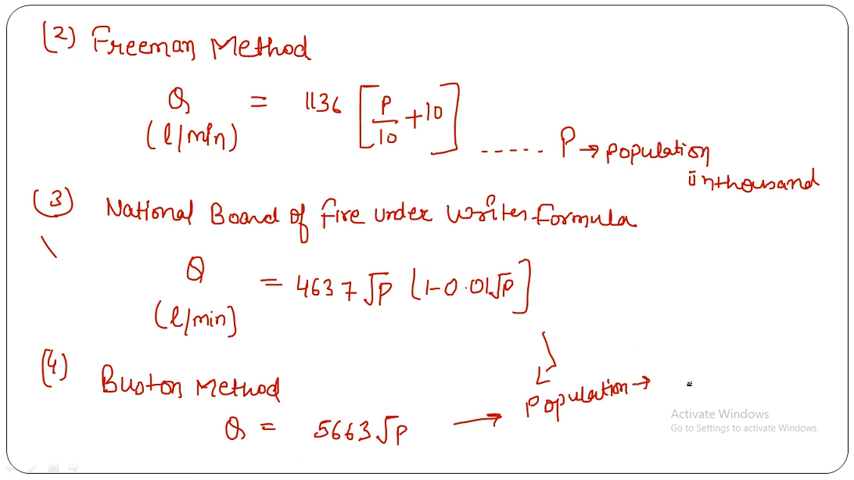 (2) Freeman Method
Q = 1136 [P/10 + 10]
(l/min) ..... P → population
in thousand
(3) National Board of Fire under Writer Formula
Q = 4637 √P [1-0.01√P]
(l/min]
(4) Buston Method
Population →
Q = 5663 √P →
Activate Windows
Go to Settings to activate Windows.